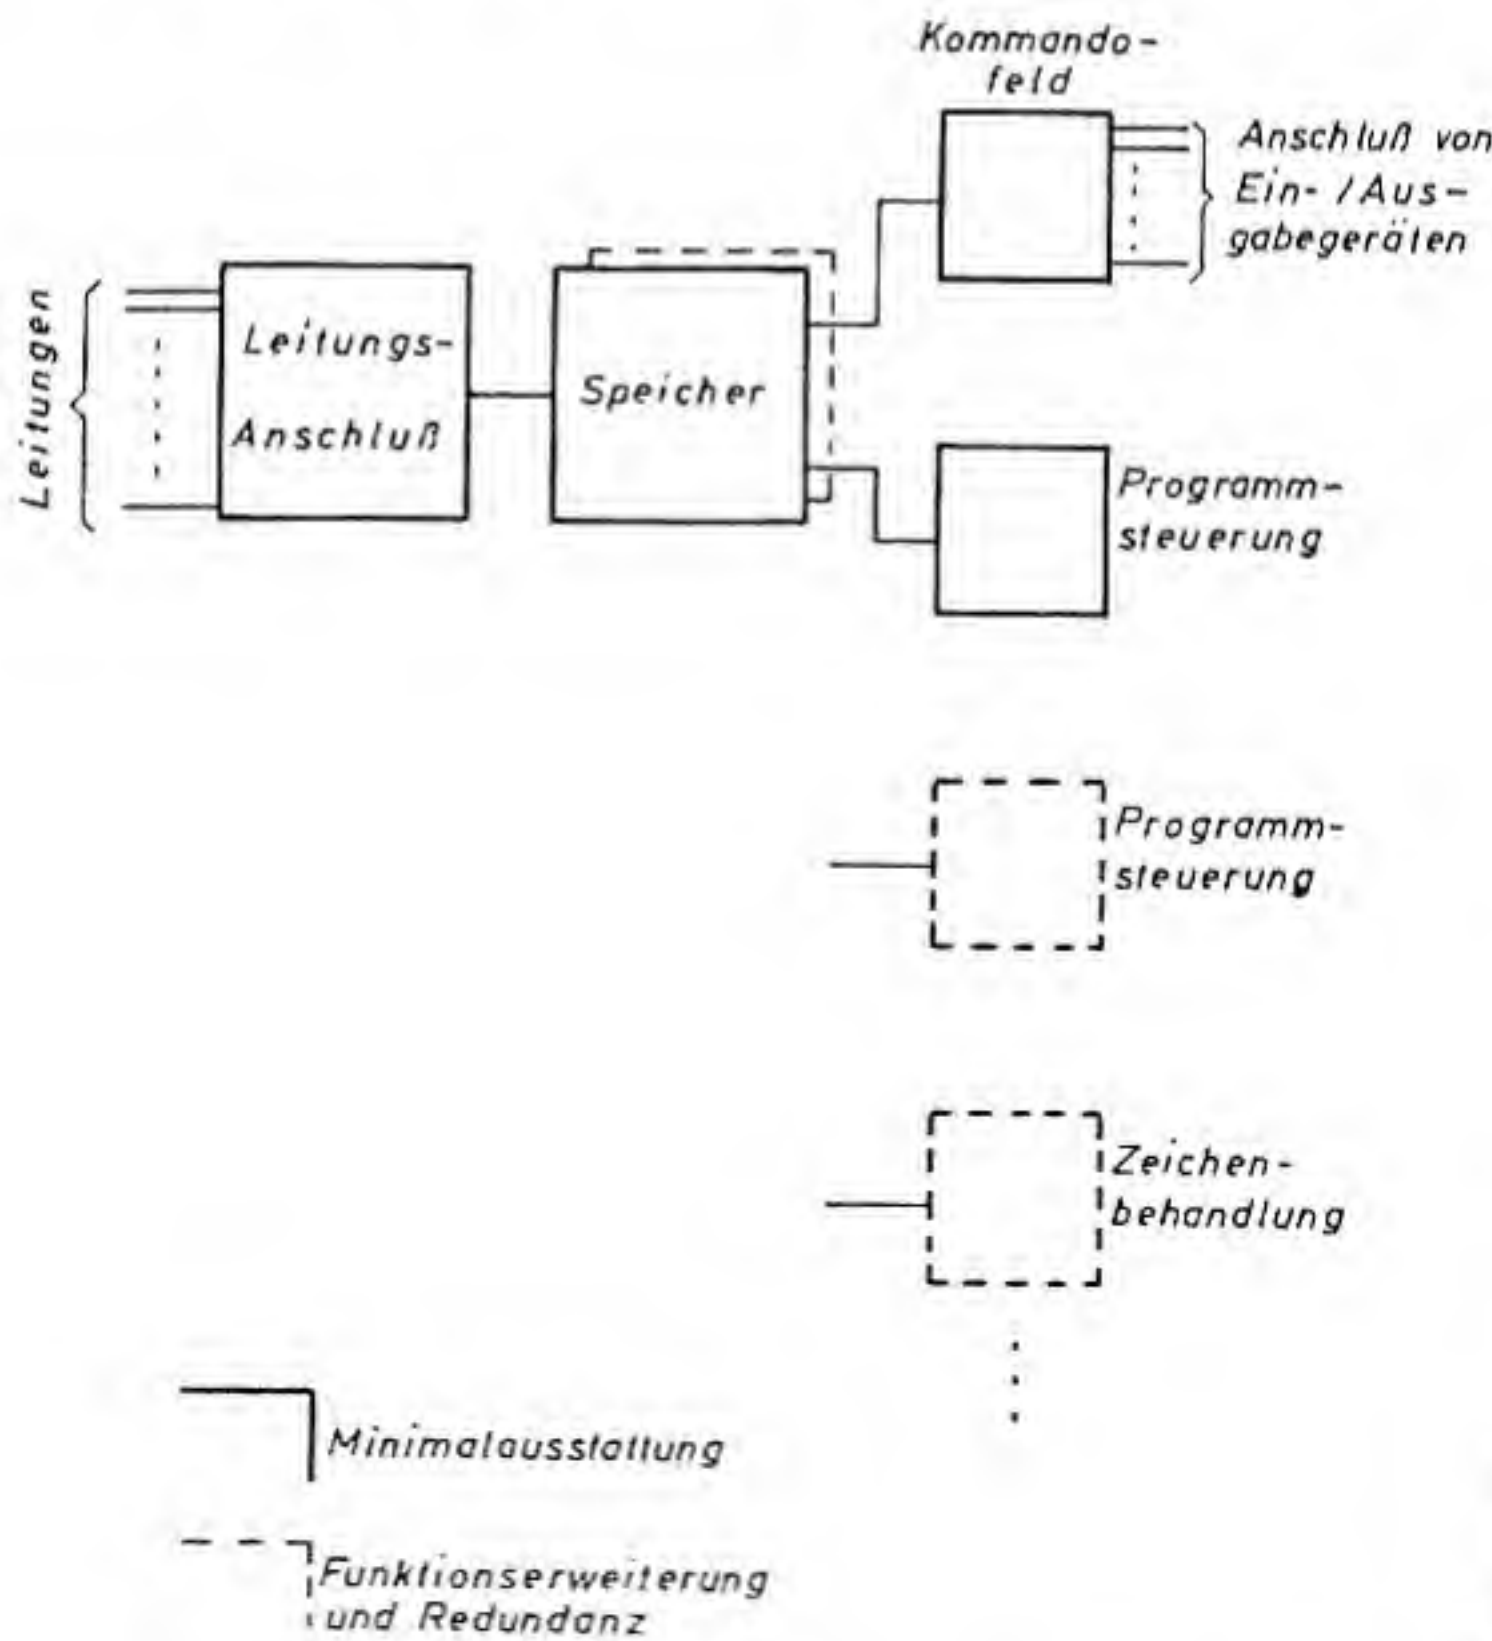 Kommando-
feld
Anschluß von
Ein- / Aus-
gabegeräten
Leitungen
Leitungs-
Anschluß
Speicher
Programm-
steuerung
Programm-
steuerung
Zeichen-
behandlung
Minimalausstattung
Funktionserweiterung
und Redundanz